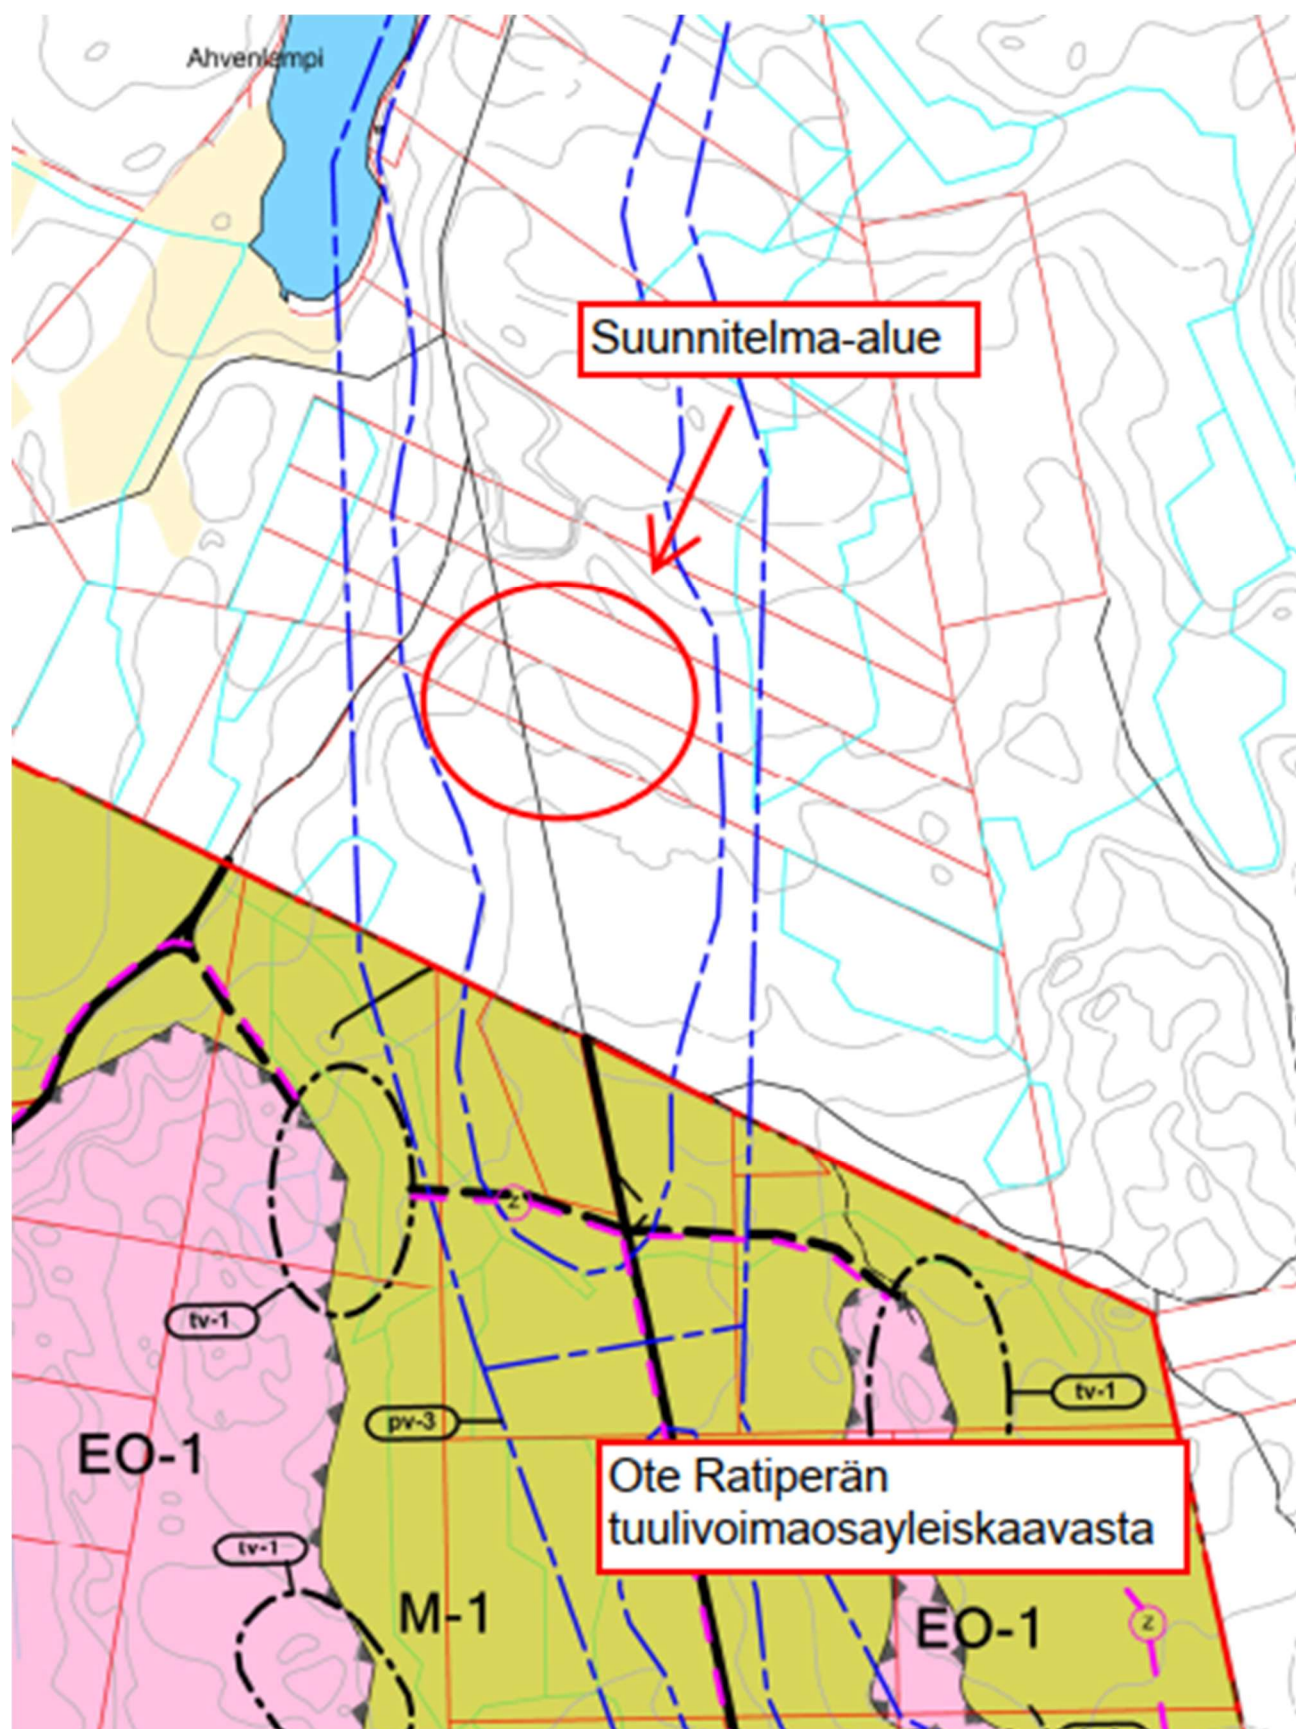 Ahvenlempi
Suunnitelma-alue
z
tv-1
tv-1
pv-3
EO-1
Ote Ratiperän
tuulivoimaosayleiskaavasta
tv-1
M-1
EO-1
z